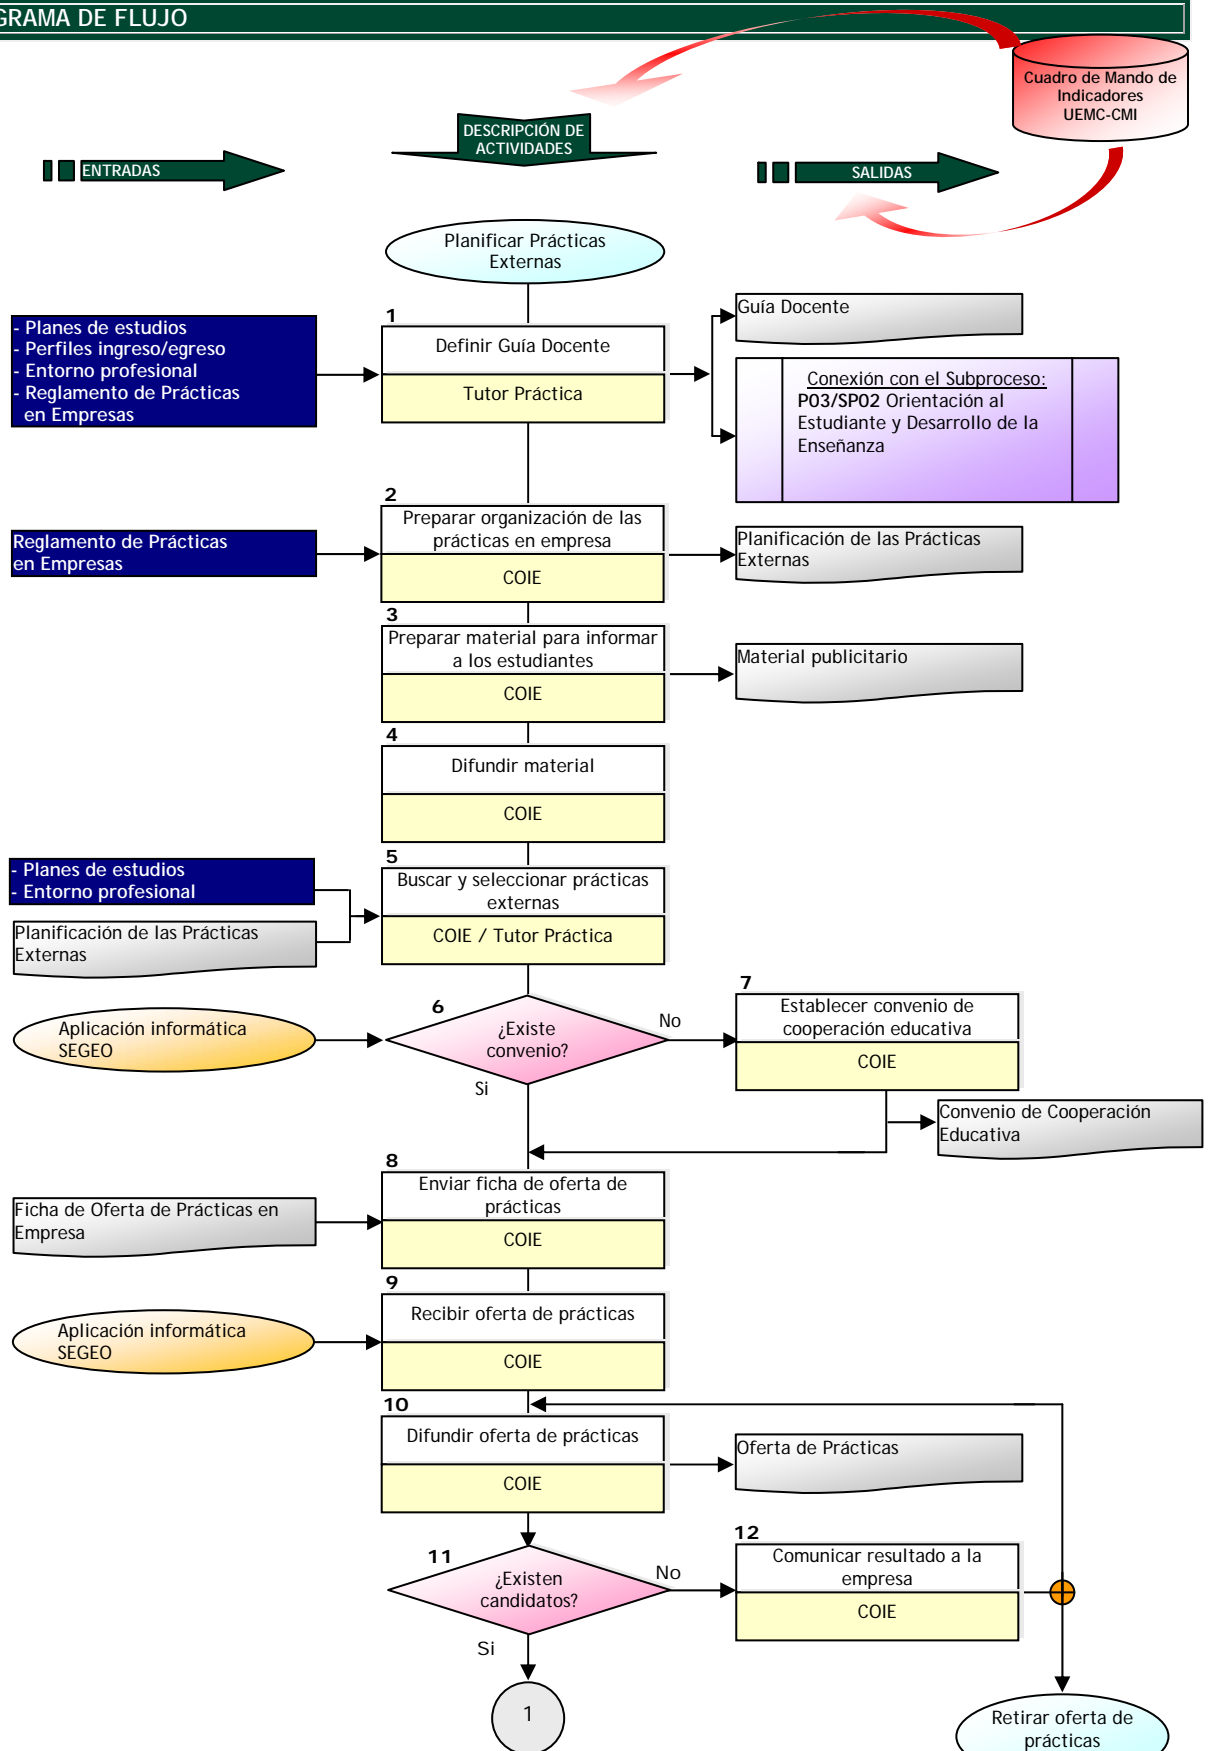 GRAMA DE FLUJO
Cuadro de Mando de
Indicadores
UEMC-CMI
DESCRIPCIÓN DE
ACTIVIDADES
ENTRADAS
SALIDAS
Planificar Prácticas
Externas
- Planes de estudios
- Perfiles ingreso/egreso
- Entorno profesional
- Reglamento de Prácticas
en Empresas
1
Definir Guía Docente
Tutor Práctica
Guía Docente
Conexión con el Subproceso:
P03/SP02 Orientación al
Estudiante y Desarrollo de la
Enseñanza
Reglamento de Prácticas
en Empresas
2
Preparar organización de las
prácticas en empresa
COIE
Planificación de las Prácticas
Externas
3
Preparar material para informar
a los estudiantes
COIE
Material publicitario
4
Difundir material
COIE
- Planes de estudios
- Entorno profesional
Planificación de las Prácticas
Externas
5
Buscar y seleccionar prácticas
externas
COIE / Tutor Práctica
Aplicación informática
SEGEO
6
¿Existe
convenio?
No
Si
7
Establecer convenio de
cooperación educativa
COIE
Convenio de Cooperación
Educativa
Ficha de Oferta de Prácticas en
Empresa
8
Enviar ficha de oferta de
prácticas
COIE
Aplicación informática
SEGEO
9
Recibir oferta de prácticas
COIE
10
Difundir oferta de prácticas
COIE
Oferta de Prácticas
11
¿Existen
candidatos?
No
Si
12
Comunicar resultado a la
empresa
COIE
1
Retirar oferta de
prácticas